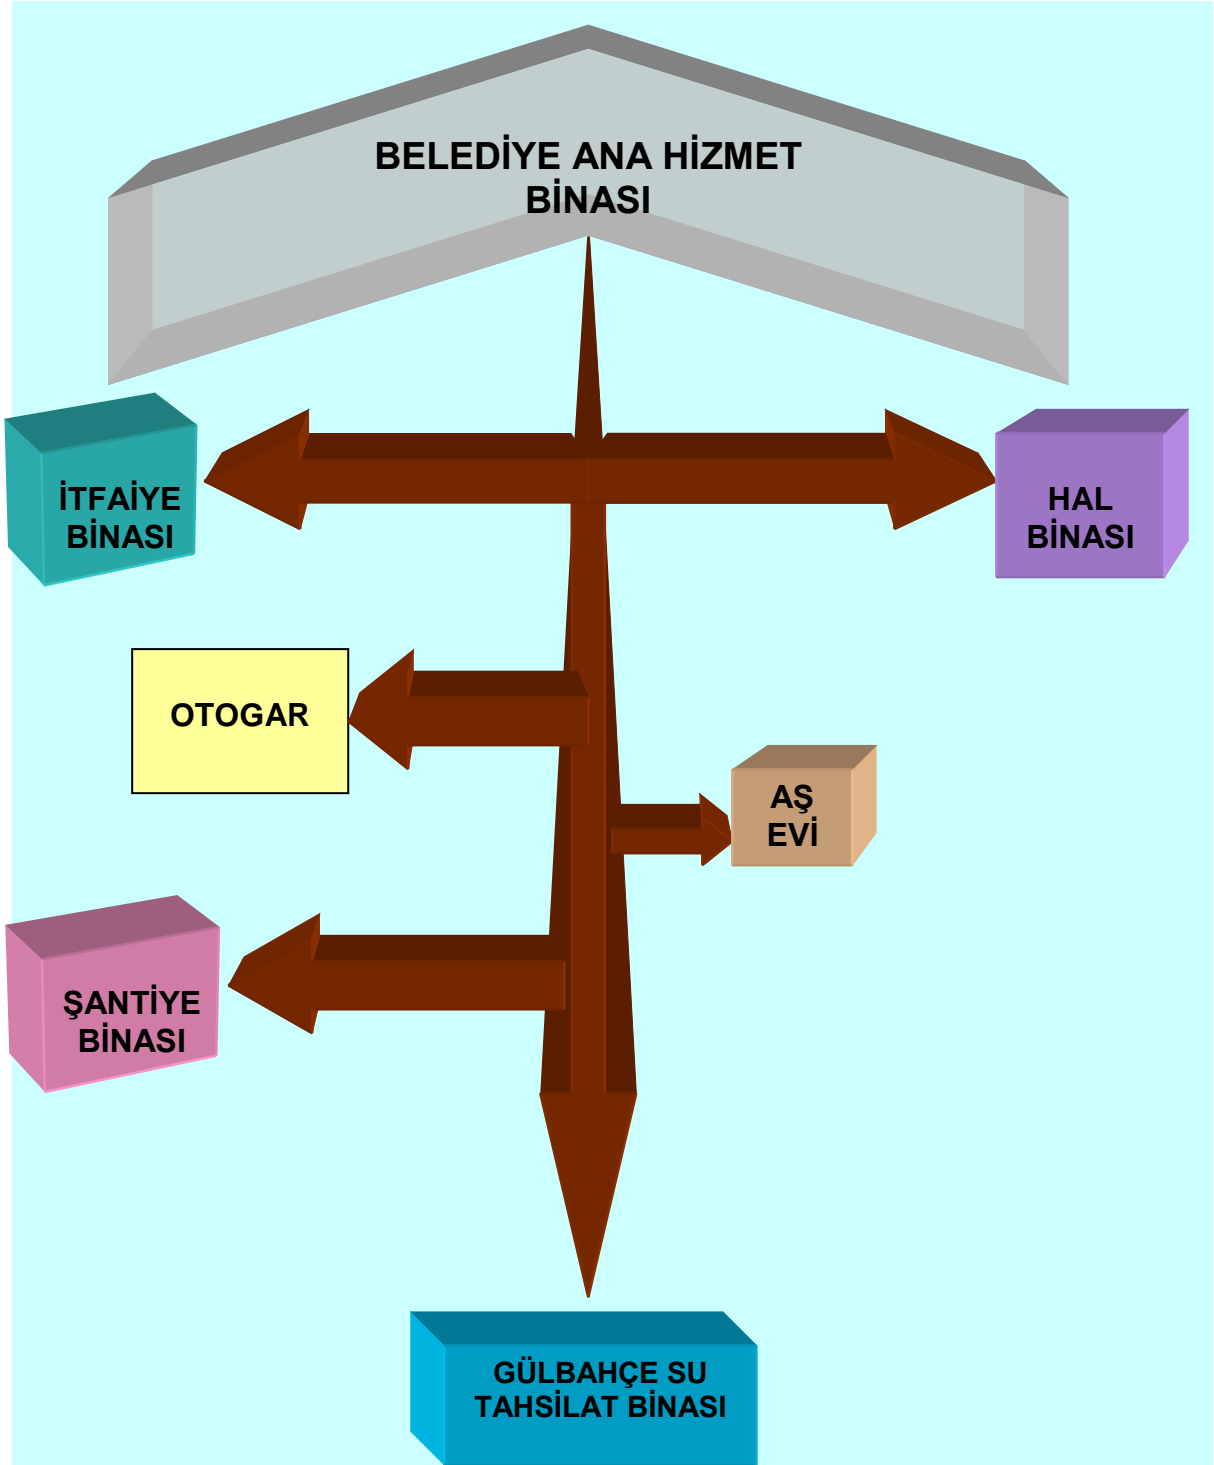 BELEDİYE ANA HİZMET
BİNASI
İTFAİYE
BİNASI
HAL
BİNASI
OTOGAR
AŞ
EVİ
ŞANTİYE
BİNASI
GÜLBAHÇE SU
TAHSİLAT BİNASI